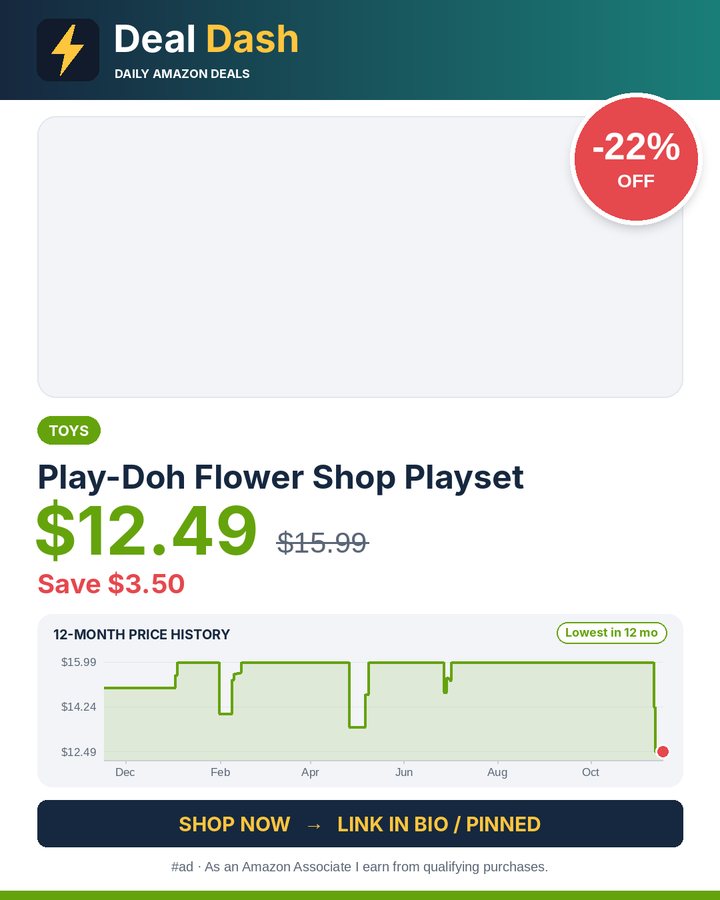 Deal Dash
DAILY AMAZON DEALS
-22%
OFF
TOYS
Play-Doh Flower Shop Playset
$12.49 $15.99
Save $3.50
12-MONTH PRICE HISTORY
Lowest in 12 mo
$15.99
$14.24
$12.49
Dec Feb Apr Jun Aug Oct
SHOP NOW → LINK IN BIO / PINNED
#ad · As an Amazon Associate I earn from qualifying purchases.